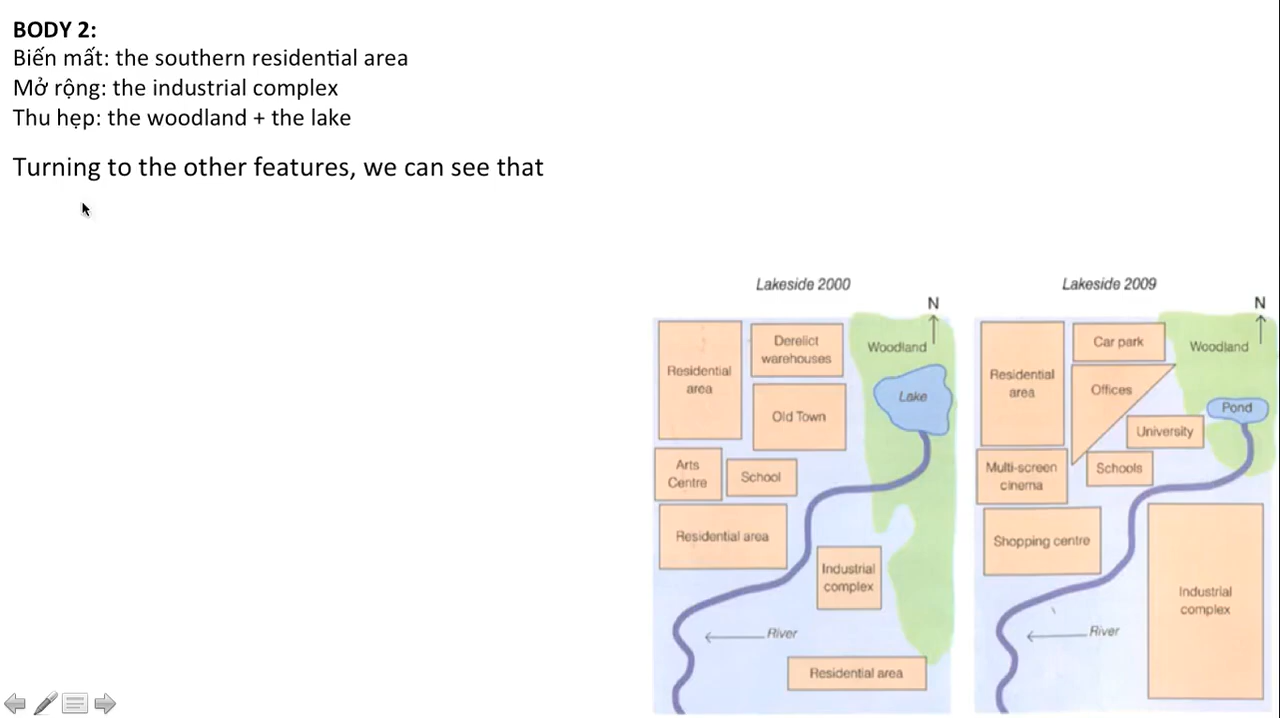 BODY 2:
Biến mất: the southern residential area
Mở rộng: the industrial complex
Thu hẹp: the woodland + the lake
Turning to the other features, we can see that
Lakeside 2000
N
Residential
area
Derelict
warehouses
Woodland
Old Town
Lake
Arts
Centre
School
Residential area
Industrial
complex
River
Residential area
Lakeside 2009
N
Residential
area
Car park
Woodland
Offices
Pond
University
Multi-screen
cinema
Schools
Shopping centre
Industrial
complex
River